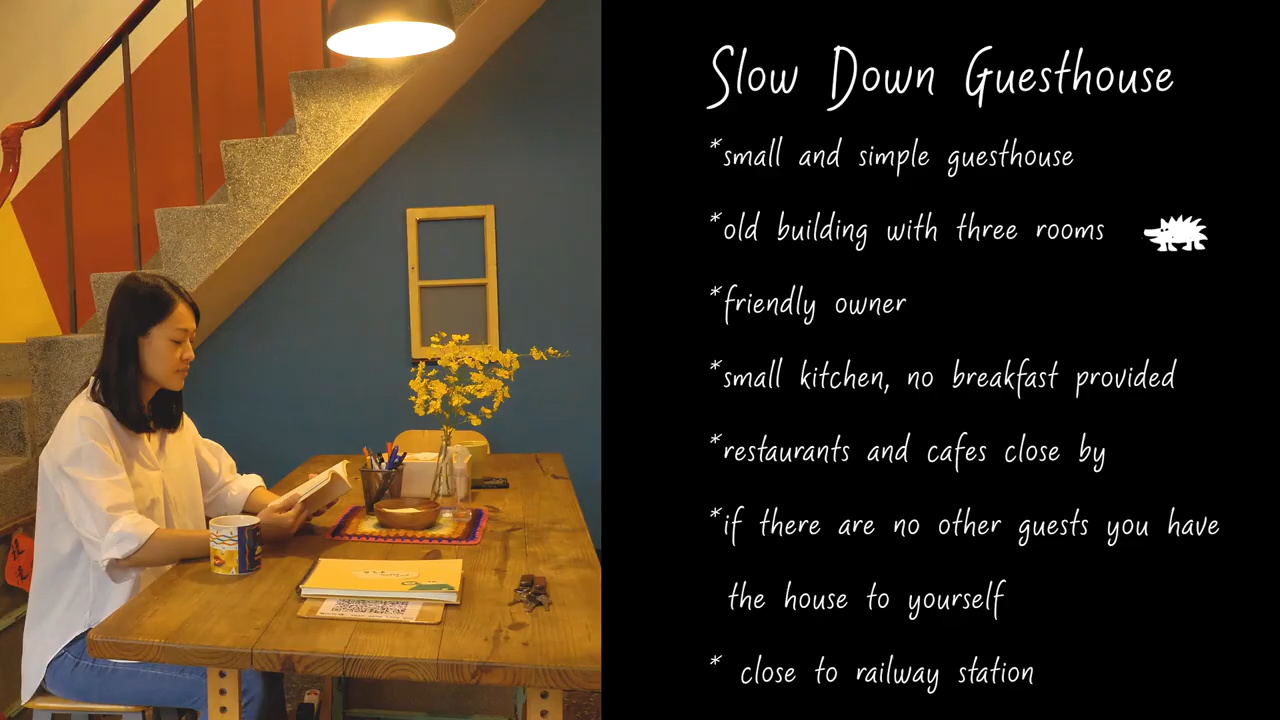 Slow Down Guesthouse
*small and simple guesthouse
*old building with three rooms
*friendly owner
*small kitchen, no breakfast provided
*restaurants and cafes close by
*if there are no other guests you have
the house to yourself
* close to railway station